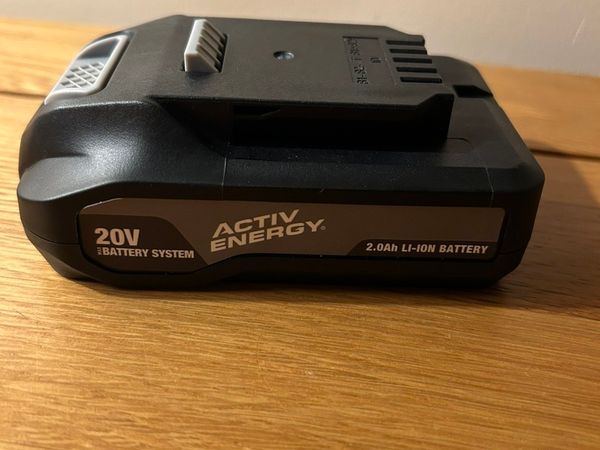 20V
BATTERY SYSTEM
ACTIV
ENERGY®
2.0Ah LI-ION BATTERY